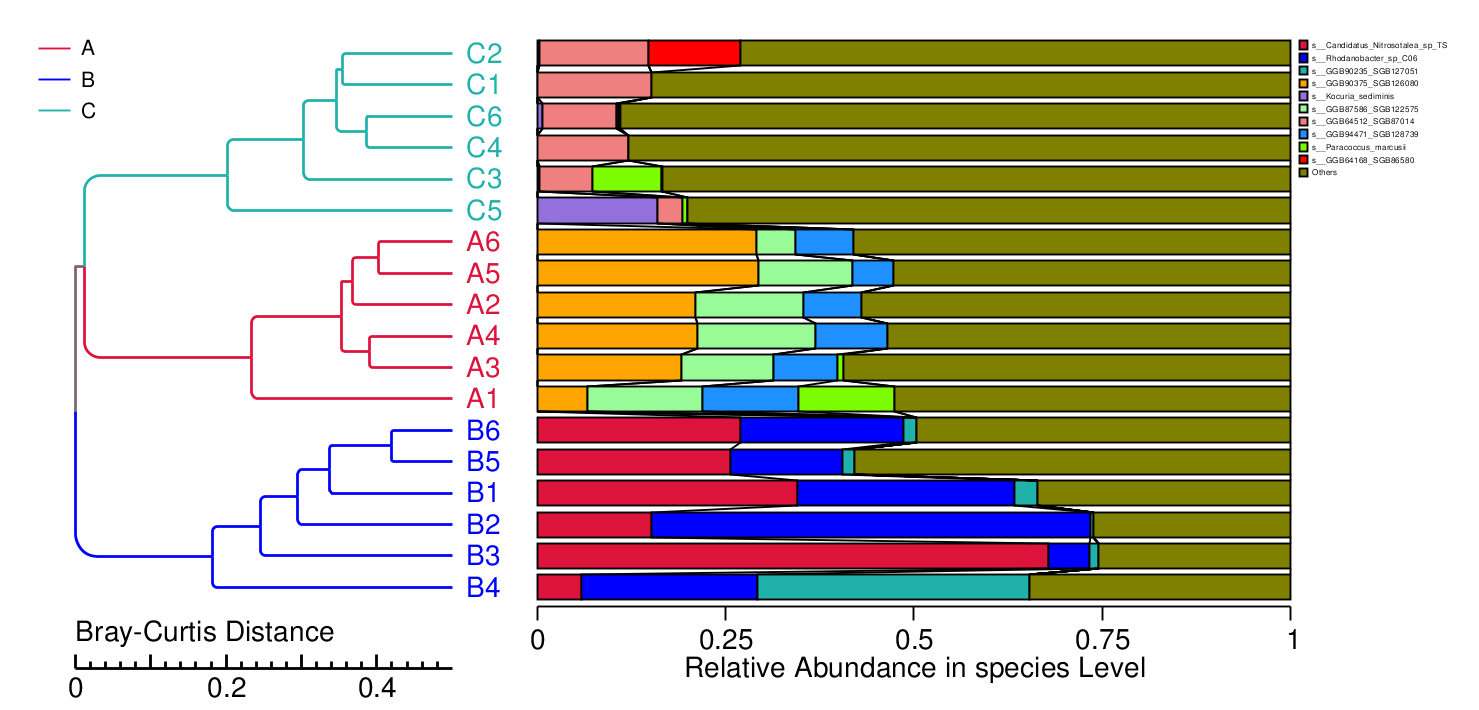 A
B
C
C2
C1
C6
C4
C3
C5
A6
A5
A2
A4
A3
A1
B6
B5
B1
B2
B3
B4
s__Candidatus_Nitrosotalea_sp_TS
s__Rhodanobacter_sp_C06
s__GGB90235_SGB127051
s__GGB90375_SGB126080
s__Kocuria_sediminis
s__GGB87586_SGB122575
s__GGB64512_SGB87014
s__GGB94471_SGB128739
s__Paracoccus_marcusii
s__GGB64168_SGB86580
Others
Bray-Curtis Distance
0 0.2 0.4
0 0.25 0.5 0.75 1
Relative Abundance in species Level